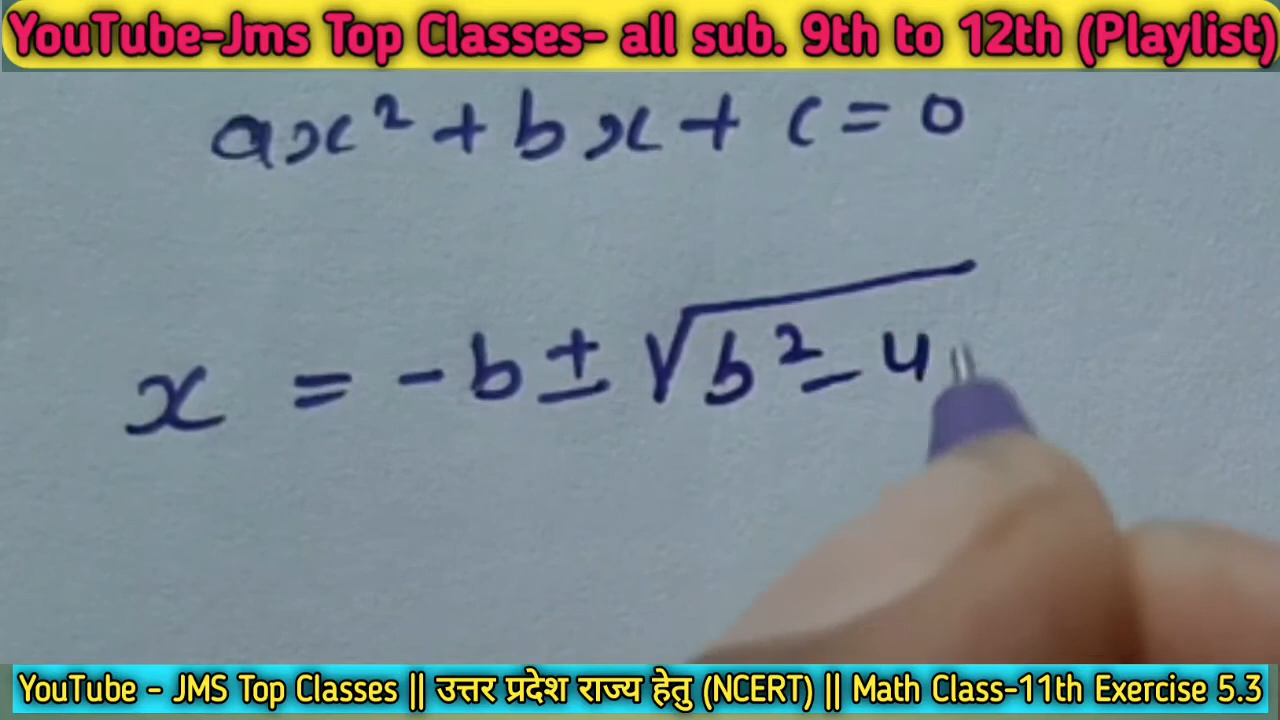 YouTube-Jms Top Classes- all sub. 9th to 12th (Playlist)
ax² + bx + c = 0
x = -b ± √b² - 4
YouTube - JMS Top Classes || उत्तर प्रदेश राज्य हेतु (NCERT) || Math Class-11th Exercise 5.3